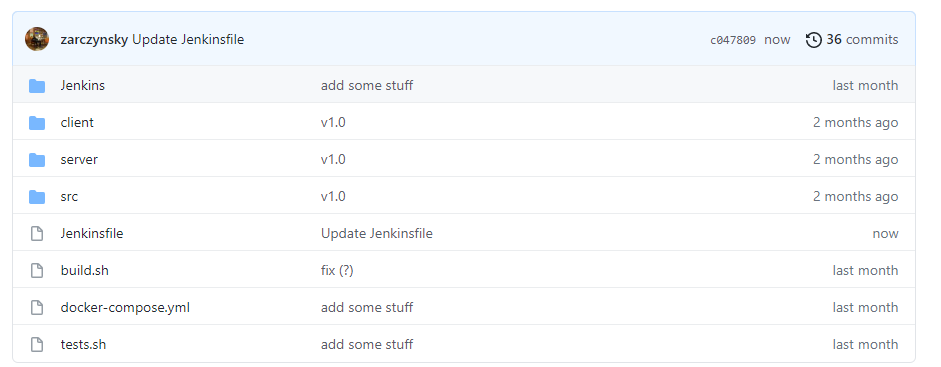 zarczynsky Update Jenkinsfile c047809 now 36 commits
Jenkins add some stuff last month
client v1.0 2 months ago
server v1.0 2 months ago
src v1.0 2 months ago
Jenkinsfile Update Jenkinsfile now
build.sh fix (?) last month
docker-compose.yml add some stuff last month
tests.sh add some stuff last month